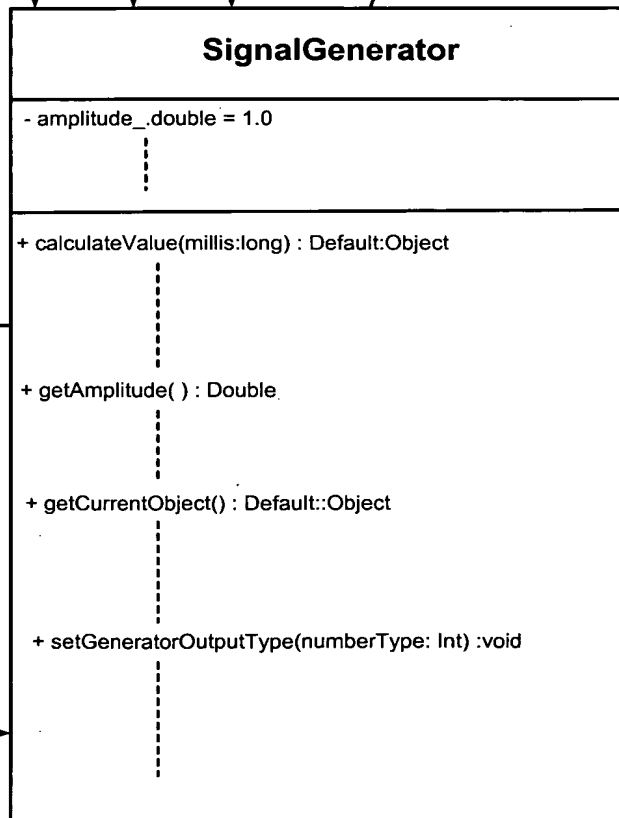 SignalGenerator
- amplitude_.double = 1.0
+ calculateValue(millis:long) : Default:Object
+ getAmplitude( ) : Double
+ getCurrentObject() : Default::Object
+ setGeneratorOutputType(numberType: Int) :void